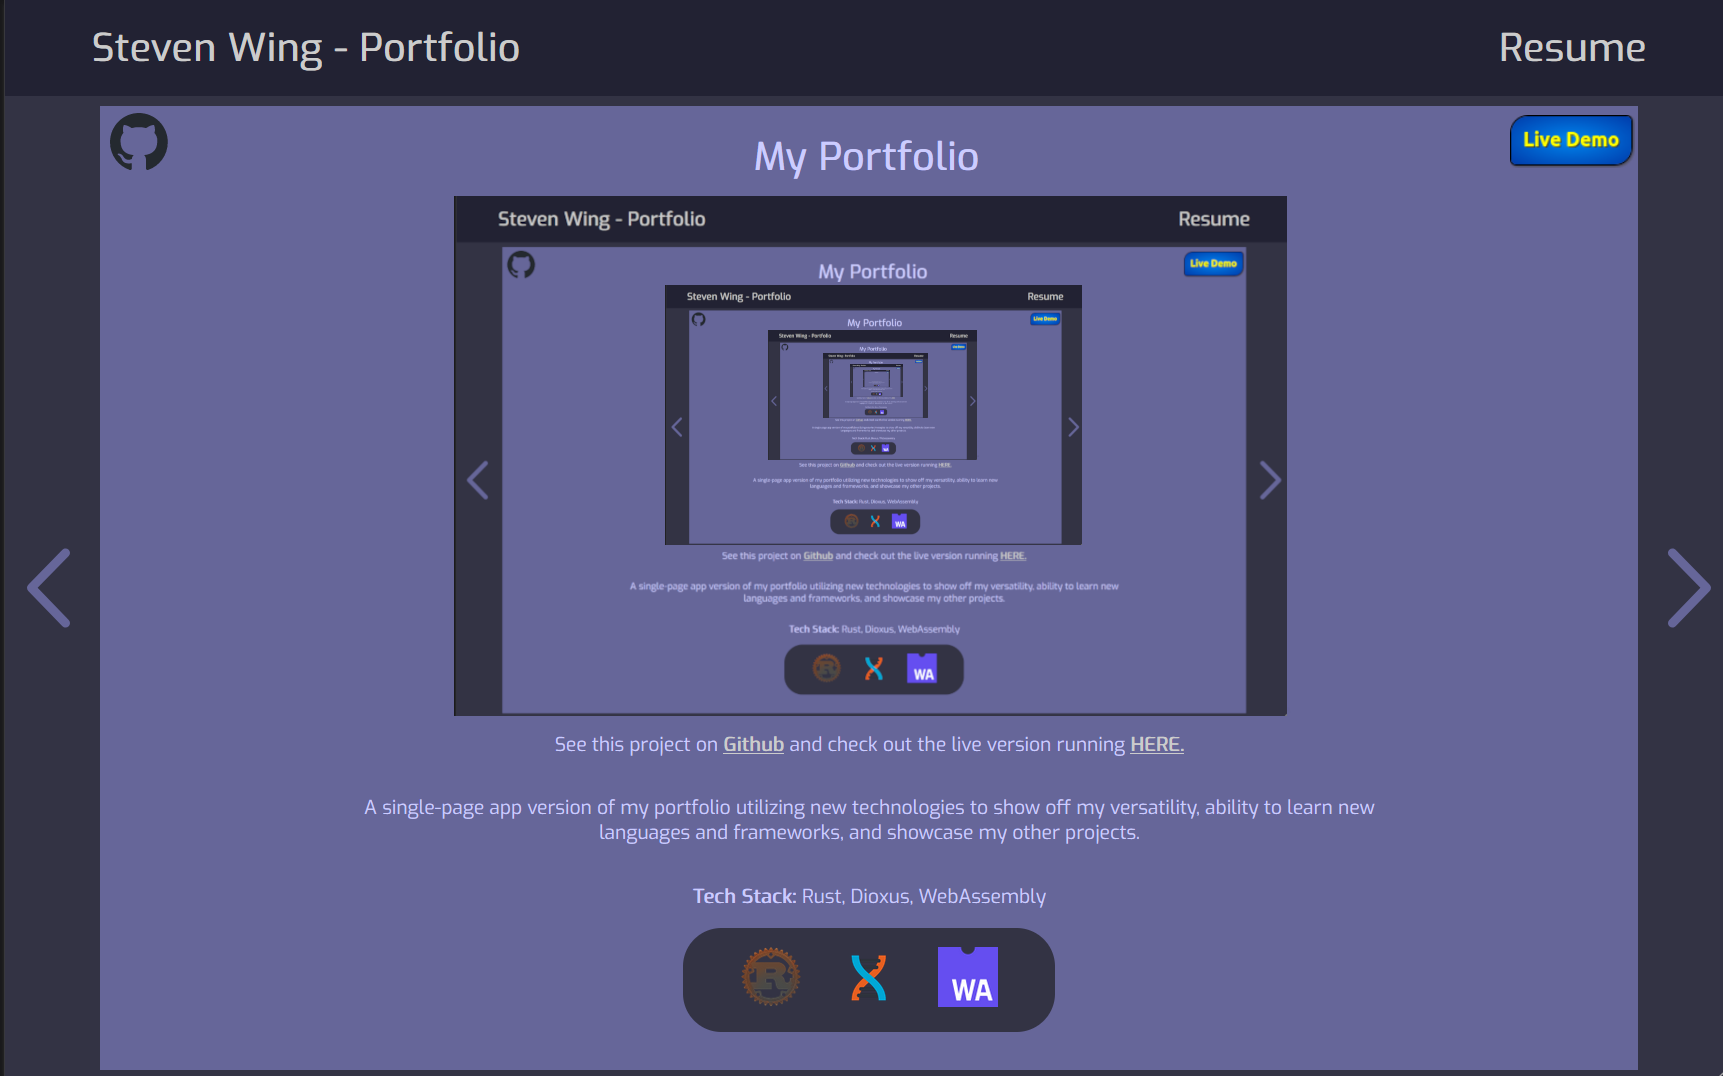 Steven Wing - Portfolio
Resume
Live Demo
My Portfolio
Steven Wing - Portfolio
Resume
Live Demo
My Portfolio
Steven Wing - Portfolio
Resume
Live Demo
My Portfolio
Steven Wing - Portfolio
Resume
My Portfolio
See this project on Github and check out the live version running HERE.
A single page app version of my portfolio utilizing new technologies to show off my versatility, ability to learn new
languages and frameworks, and showcase my other projects.
Tech Stack: Rust, Dioxus, WebAssembly
WA
See this project on Github and check out the live version running HERE.
A single-page app version of my portfolio utilizing new technologies to show off my versatility, ability to learn new
languages and frameworks, and showcase my other projects.
Tech Stack: Rust, Dioxus, WebAssembly
R
WA
See this project on Github and check out the live version running HERE.
A single-page app version of my portfolio utilizing new technologies to show off my versatility, ability to learn new
languages and frameworks, and showcase my other projects.
Tech Stack: Rust, Dioxus, WebAssembly
R
WA